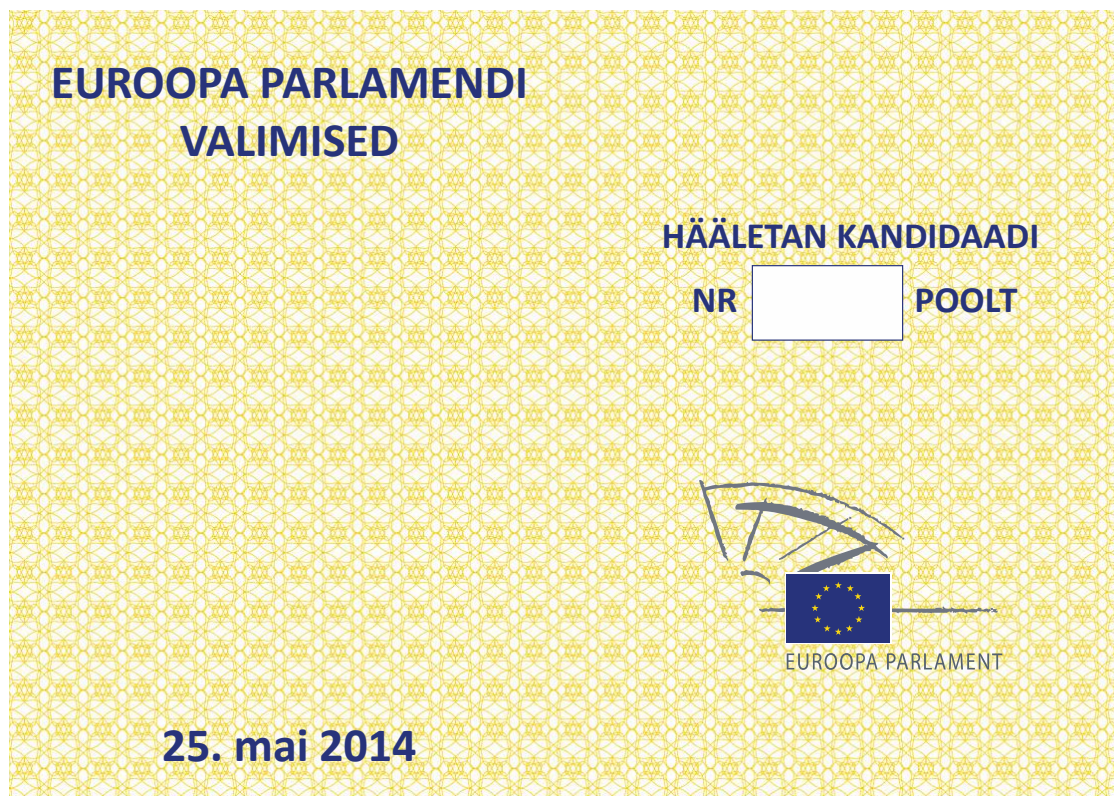 EUROOPA PARLAMENDI
VALIMISED
HÄÄLETAN KANDIDAADI
NR POOLT
EUROOPA PARLAMENT
25. mai 2014